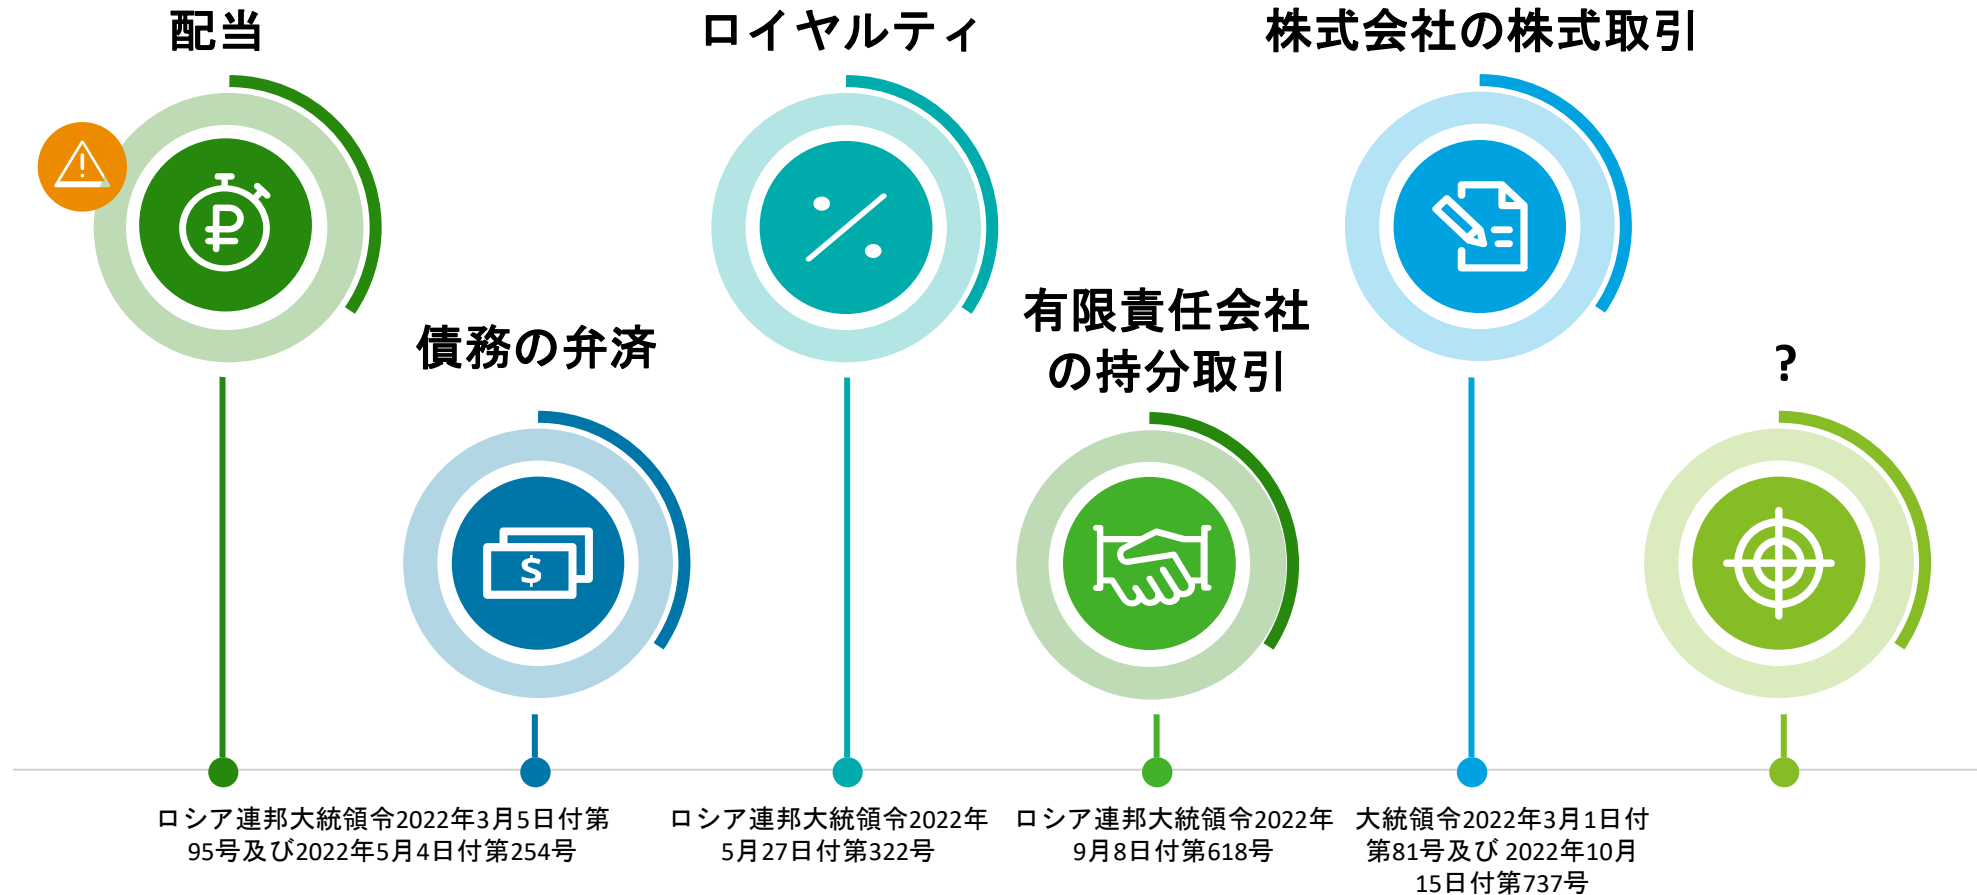 配当
ロイヤルティ
株式会社の株式取引
債務の弁済
有限責任会社
の持分取引
?
$
ロシア連邦大統領令2022年3月5日付第
95号及び2022年5月4日付第254号
ロシア連邦大統領令2022年
5月27日付第322号
ロシア連邦大統領令2022年
9月8日付第618号
大統領令2022年3月1日付
第81号及び 2022年10月
15日付第737号